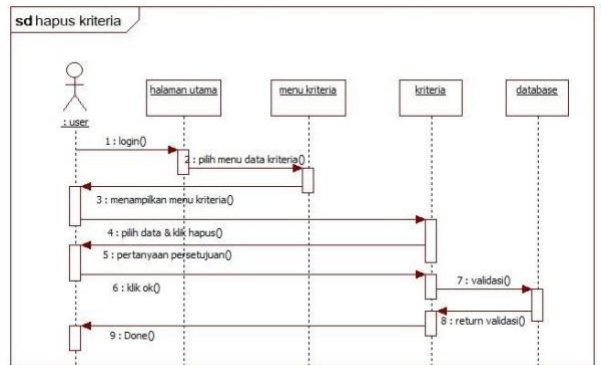 sd hapus kriteria
halaman utama
menu kriteria
kriteria
database
: user
1 : login()
2 : pilih menu data kriteria()
3 : menampilkan menu kriteria()
4 : pilih data & klik hapus()
5 : pertanyaan persetujuan()
6 : klik ok()
7 : validasi()
8 : return validasi()
9 : Done()